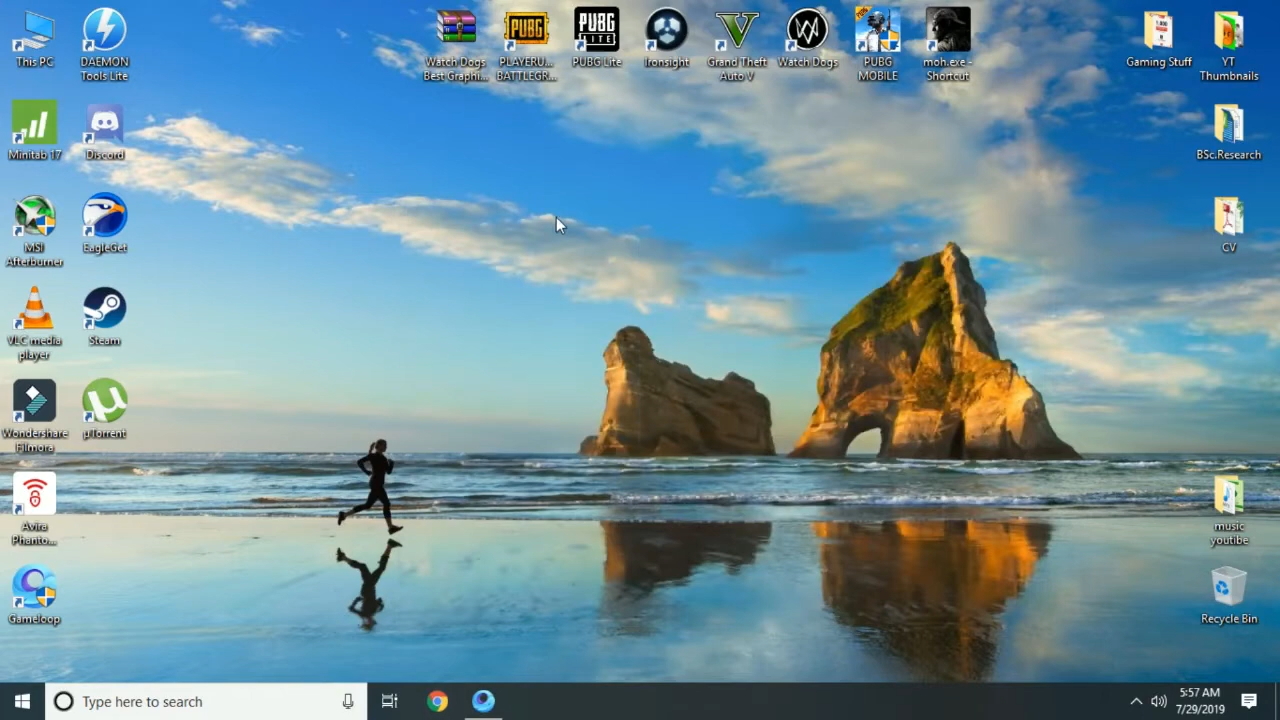 This PC
DAEMON
Tools Lite
Minitab 17
Discord
MSI
Afterburner
EagleGet
VLC media
player
Steam
Wondershare
Filmora
µTorrent
Avira
Phanto...
Gameloop
Watch Dogs
Best Graphi...
PUBG
PLAYERU...
BATTLEGR...
PUBG
LITE
PUBG Lite
Ironsight
V
Grand Theft
Auto V
Watch Dogs
PUBG
MOBILE
moh.exe -
Shortcut
Gaming Stuff
YT
Thumbnails
BSc.Research
CV
music
youtibe
Recycle Bin
Type here to search
5:57 AM
7/29/2019